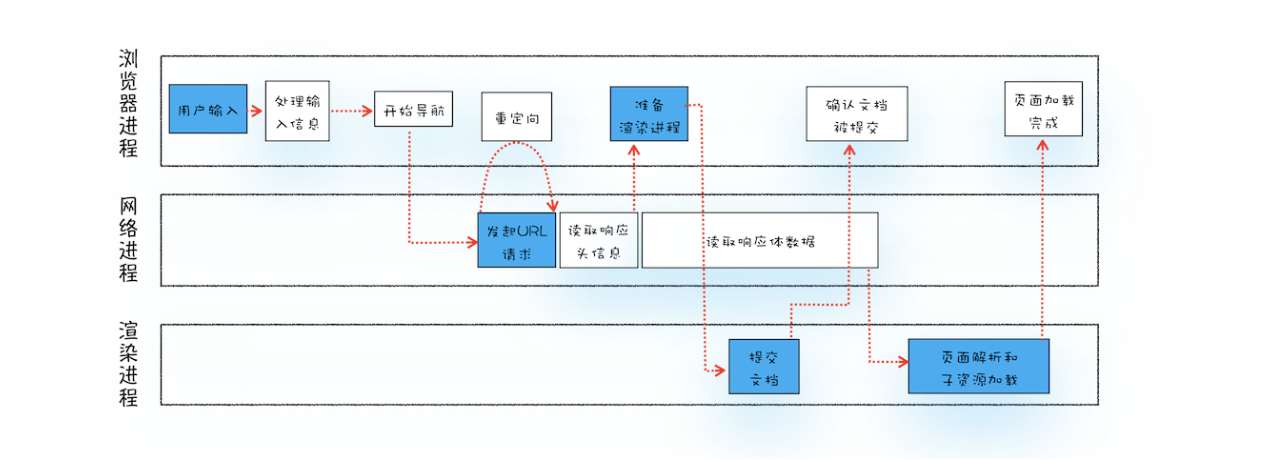 浏览器进程
用户输入
处理输
入信息
开始导航
重定向
准备
渲染进程
确认文档
被提交
页面加载
完成
网络进程
发起URL
请求
读取响应
头信息
读取响应体数据
渲染进程
提交
文档
页面解析和
子资源加载